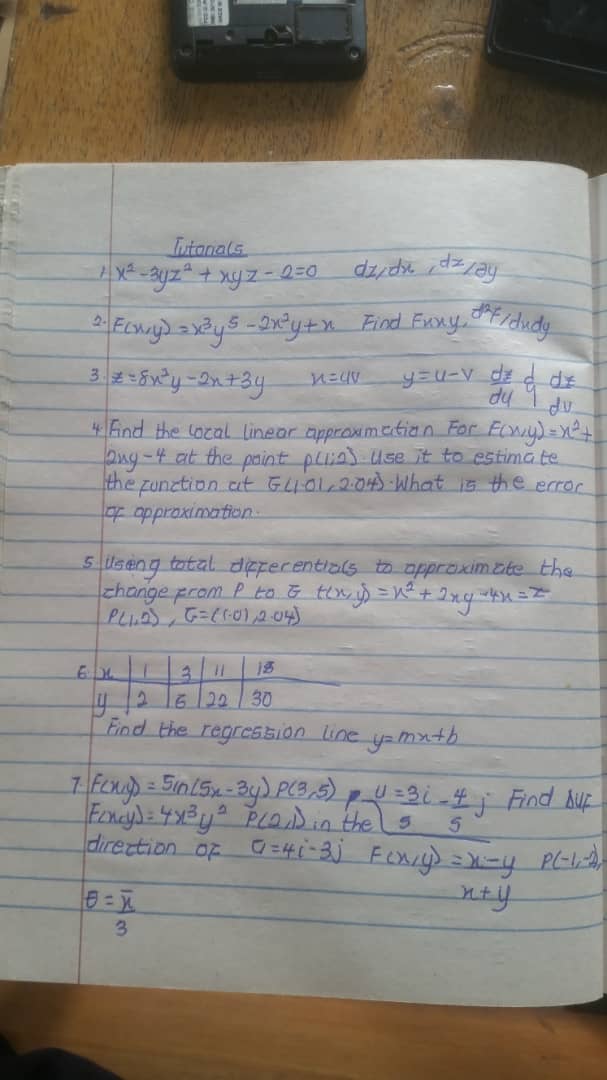 Tutorials
1. x² - 3yz² + xyz - 2 = 0 dz/dx, dz/dy
2. F(x,y) = x³y⁵ - 2x²y + x Find Fxxy, d²F/dxdy
3. z = 8x²y - 2x + 3y x = uv y = u - v dz/du & dz/dv
4 Find the local linear approximation For F(x,y) = x² +
2xy - 4 at the point p(1;2). Use it to estimate
the function at G(1.01, 2.04). What is the error
of approximation.
5 Using total differentials to approximate the
change from P to G f(x,y) = x² + 2xy - 4x = z
P(1,2), G = (1.01, 2.04)
6. x 1 3 11 18
y 2 6 22 30
Find the regression line y = mx + b
7. F(x,y) = Sin(5x - 3y) P(3,5) U = 3/5 i - 4/5 j Find DuF
F(x,y) = 4x³y² P(2,1) in the
direction of a = 4i - 3j F(x,y) = x-y/x+y P(-1,-2),
θ = π/3